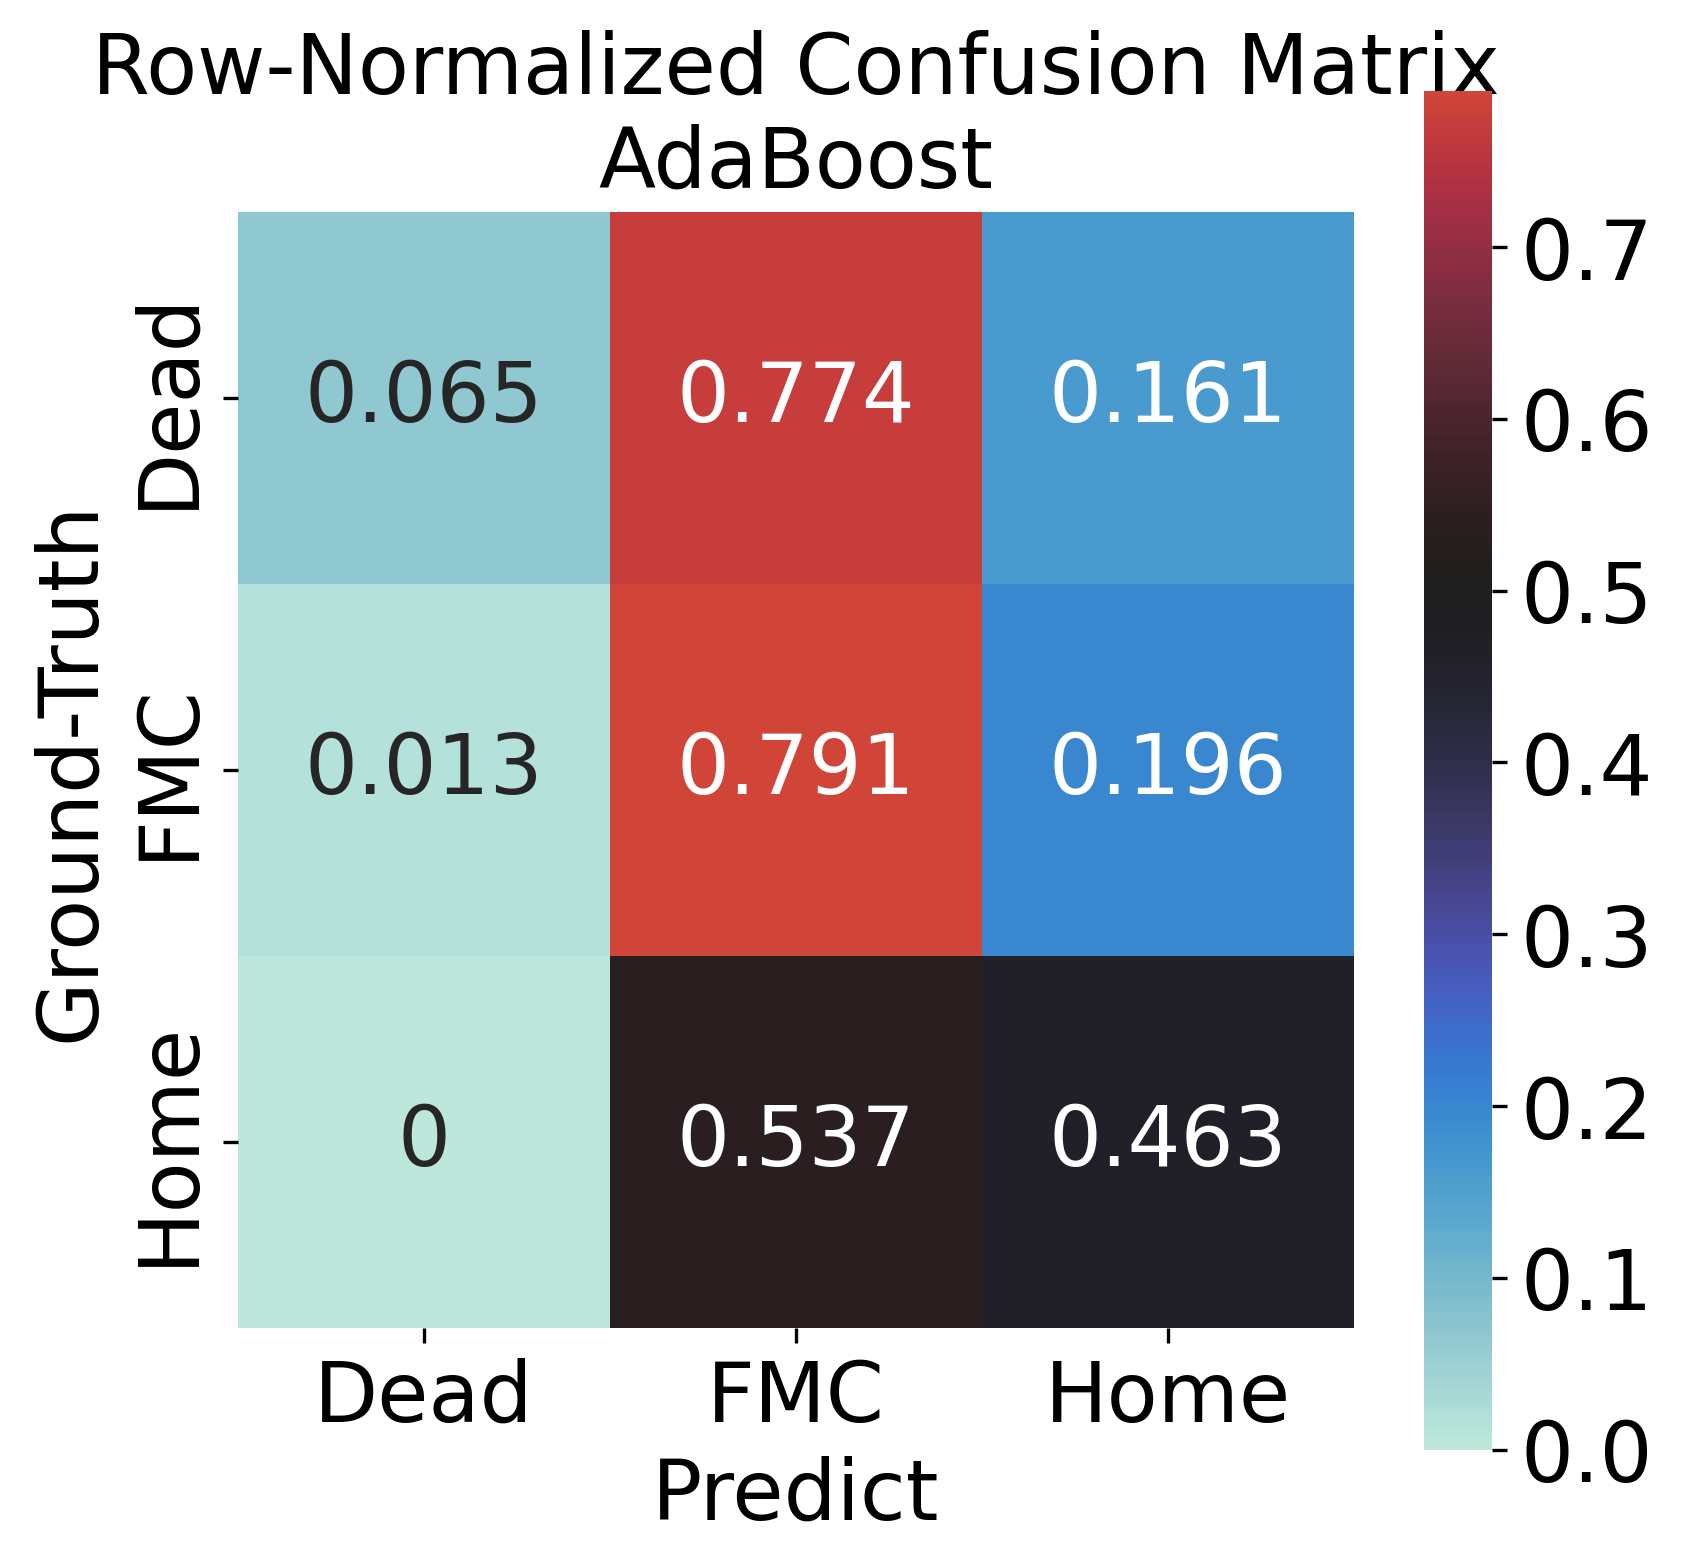 Row-Normalized Confusion Matrix
AdaBoost
Ground-Truth
Dead
0.065 0.774 0.161
FMC
0.013 0.791 0.196
Home
0 0.537 0.463
Dead FMC Home
Predict
0.7
0.6
0.5
0.4
0.3
0.2
0.1
0.0